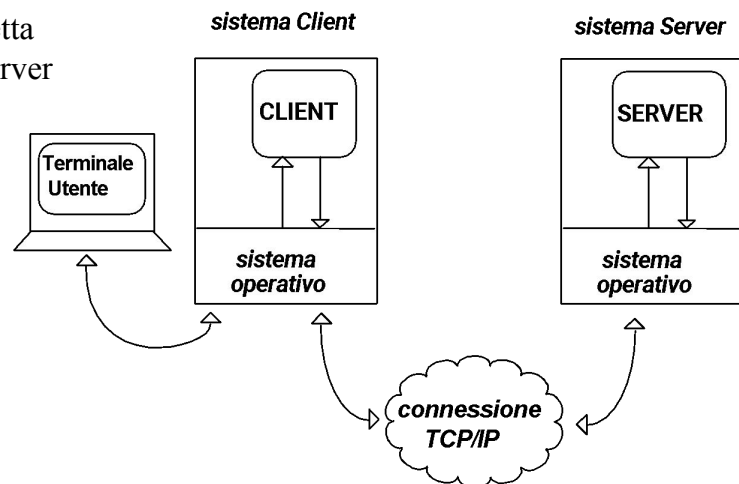 sistema Client
sistema Server
CLIENT
SERVER
Terminale
Utente
sistema
operativo
sistema
operativo
connessione
TCP/IP